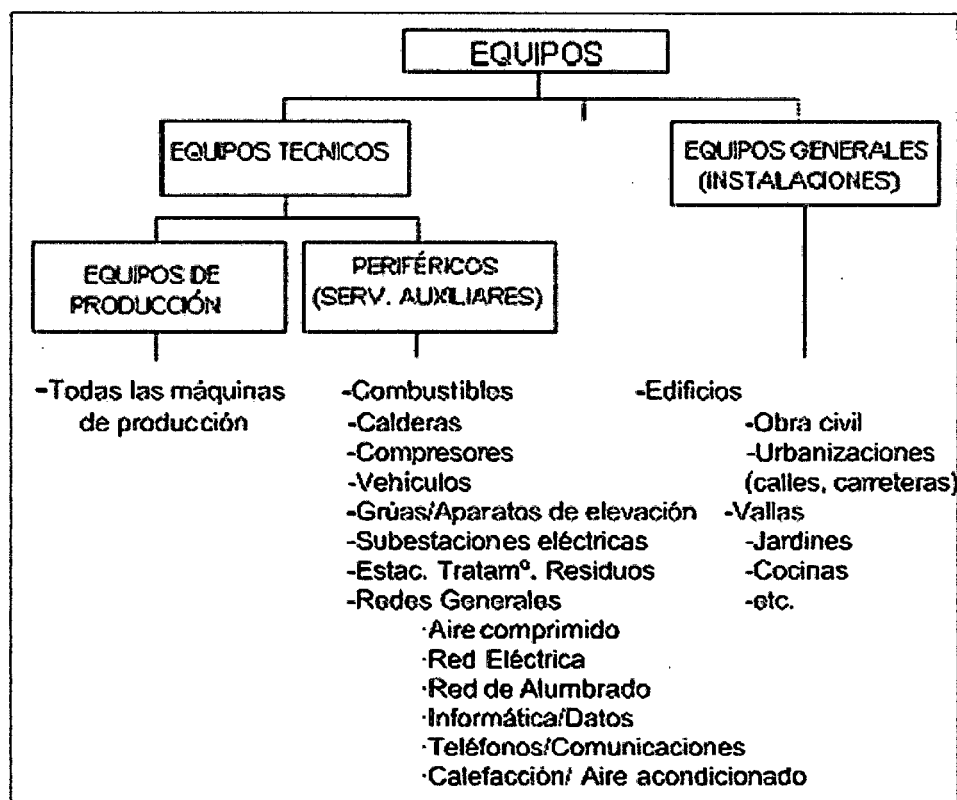 EQUIPOS
EQUIPOS TECNICOS
EQUIPOS GENERALES
(INSTALACIONES)
EQUIPOS DE
PRODUCCIÓN
PERIFÉRICOS
(SERV. AUXILIARES)
-Todas las máquinas
de producción
-Combustibles
-Calderas
-Compresores
-Vehículos
-Grúas/Aparatos de elevación
-Subestaciones eléctricas
-Estac. Tratamº. Residuos
-Redes Generales
·Aire comprimido
·Red Eléctrica
·Red de Alumbrado
·Informática/Datos
·Teléfonos/Comunicaciones
·Calefacción/ Aire acondicionado
-Edificios
-Obra civil
-Urbanizaciones
(calles, carreteras)
-Vallas
-Jardines
-Cocinas
-etc.